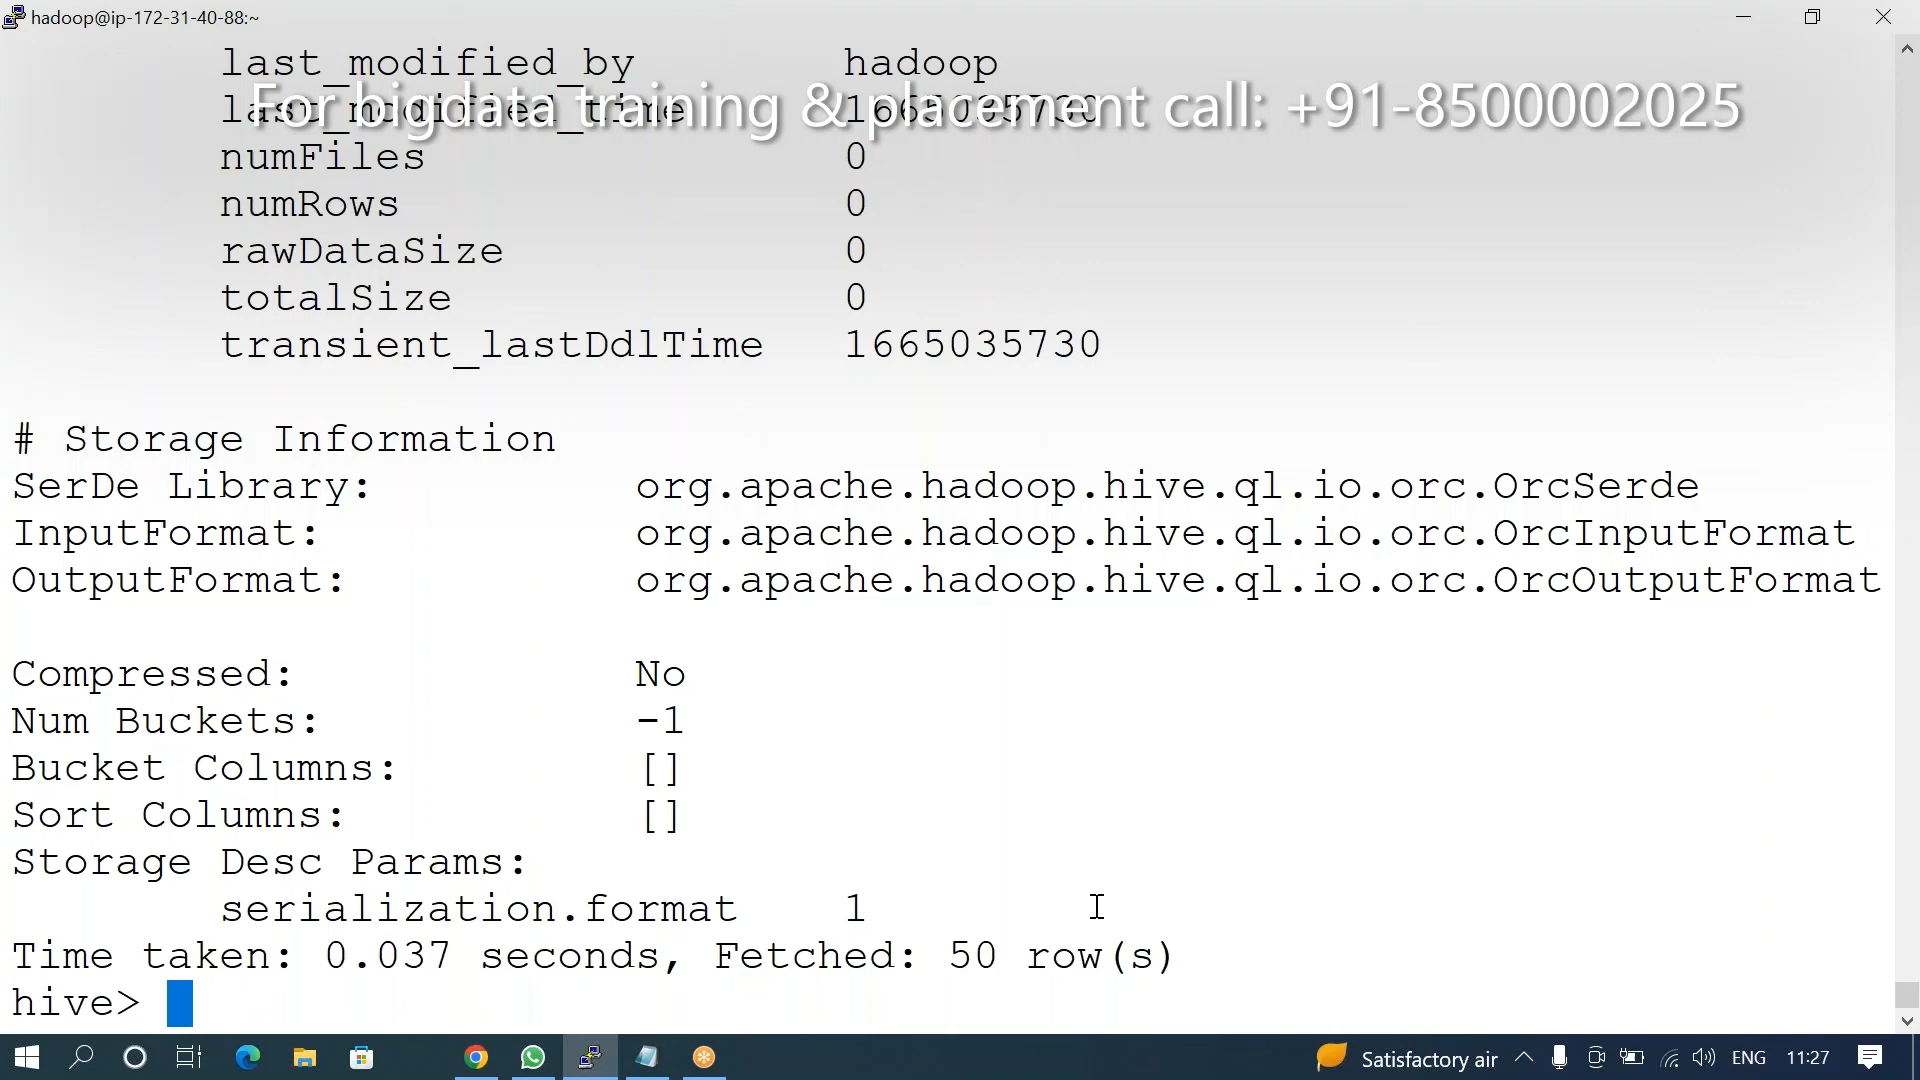 hadoop@ip-172-31-40-88:~
last_modified_by hadoop
For bigdata training & placement call: +91-8500002025
last_modified_time 1665035730
numFiles 0
numRows 0
rawDataSize 0
totalSize 0
transient_lastDdlTime 1665035730
# Storage Information
SerDe Library: org.apache.hadoop.hive.ql.io.orc.OrcSerde
InputFormat: org.apache.hadoop.hive.ql.io.orc.OrcInputFormat
OutputFormat: org.apache.hadoop.hive.ql.io.orc.OrcOutputFormat
Compressed: No
Num Buckets: -1
Bucket Columns: []
Sort Columns: []
Storage Desc Params:
serialization.format 1
Time taken: 0.037 seconds, Fetched: 50 row(s)
hive>
Satisfactory air ENG 11:27